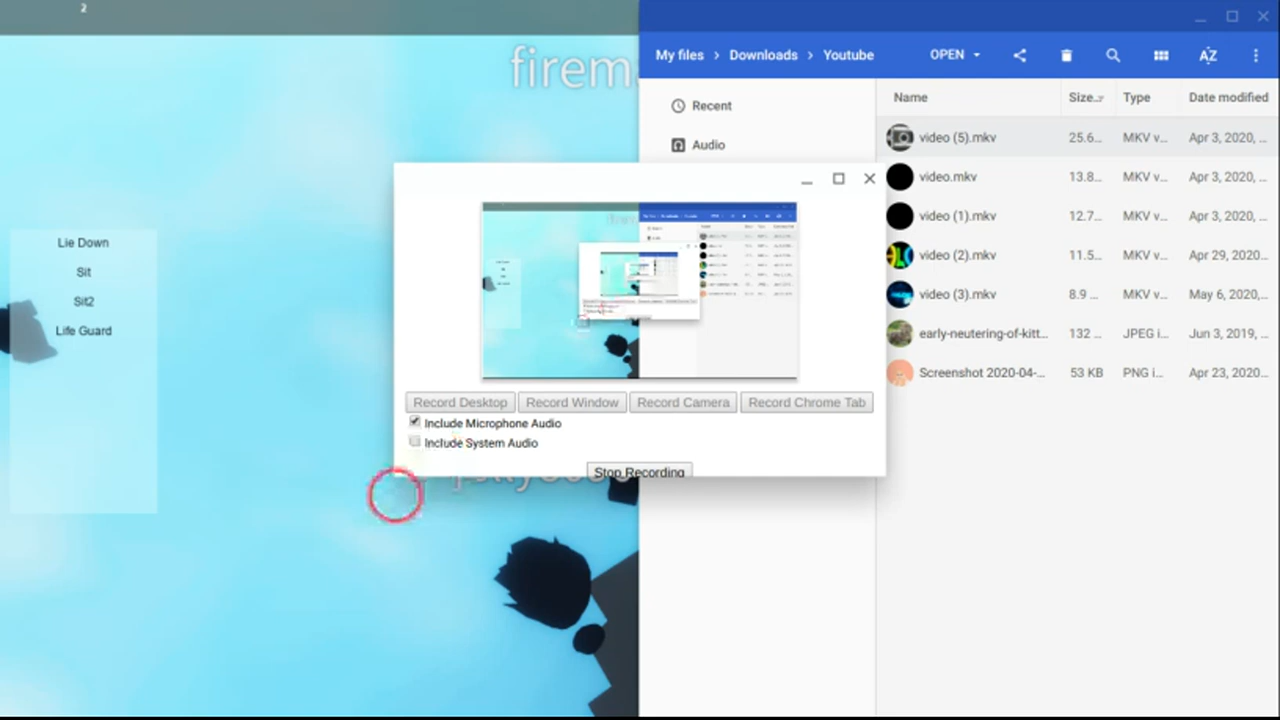 2
firem
Lie Down
Sit
Sit2
Life Guard
My files > Downloads > Youtube
OPEN
AZ
Recent
Audio
Name Size... Type Date modified
video (5).mkv 25.6... MKV v... Apr 3, 2020, ...
video.mkv 13.8... MKV v... Apr 3, 2020, ...
video (1).mkv 12.7... MKV v... Apr 3, 2020, ...
video (2).mkv 11.5... MKV v... Apr 29, 2020...
video (3).mkv 8.9 ... MKV v... May 6, 2020,...
early-neutering-of-kitt... 132 ... JPEG i... Jun 3, 2019, ...
Screenshot 2020-04-... 53 KB PNG i... Apr 23, 2020...
Record Desktop Record Window Record Camera Record Chrome Tab
Include Microphone Audio
Include System Audio
Stop Recording